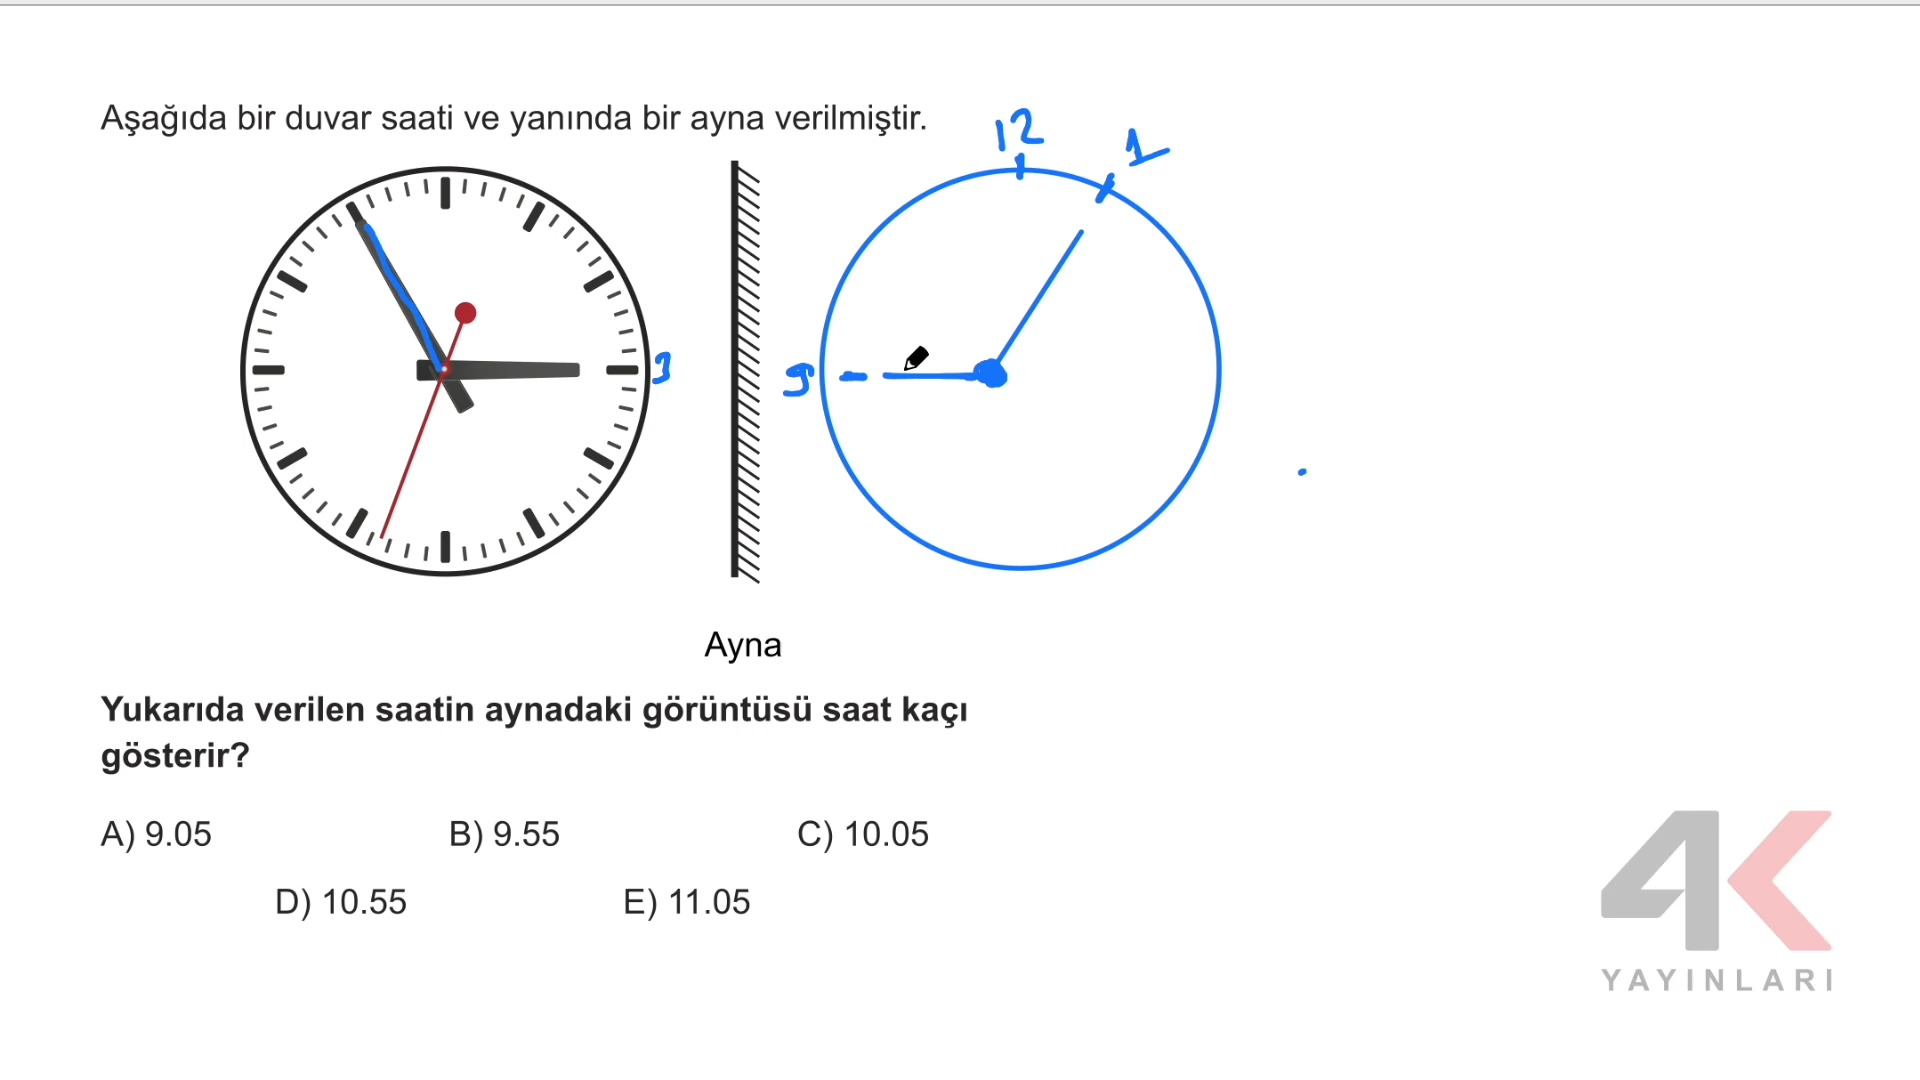 Aşağıda bir duvar saati ve yanında bir ayna verilmiştir.
12
1
3
9
Ayna
Yukarıda verilen saatin aynadaki görüntüsü saat kaçı
gösterir?
A) 9.05 B) 9.55 C) 10.05
D) 10.55 E) 11.05
4K
YAYINLARI